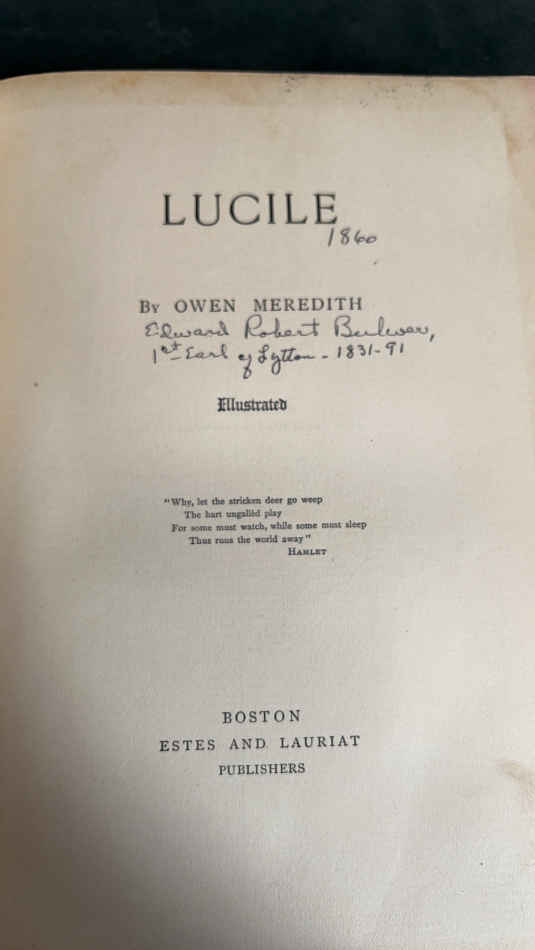 LUCILE
1860
BY OWEN MEREDITH
Edward Robert Bulwer,
1st Earl of Lytton - 1831-91
Illustrated
"Why, let the stricken deer go weep
The hart ungallèd play
For some must watch, while some must sleep
Thus runs the world away"
HAMLET
BOSTON
ESTES AND LAURIAT
PUBLISHERS